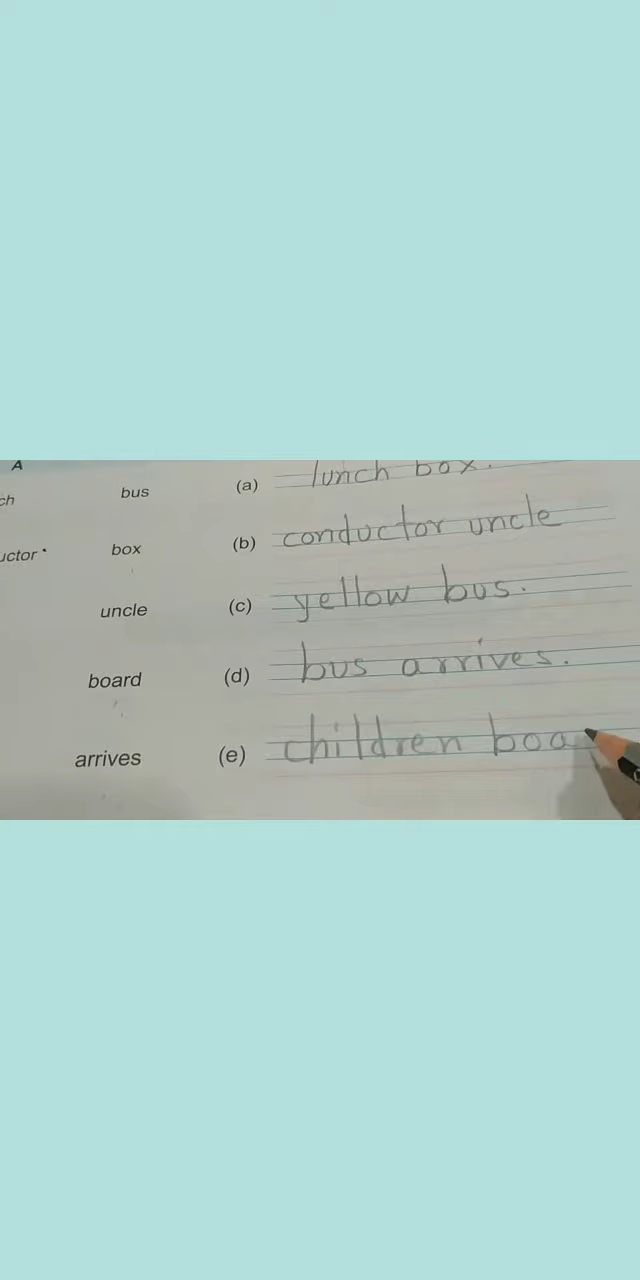 A
ch bus (a) lunch box.
uctor box (b) conductor uncle
uncle (c) yellow bus.
board (d) bus arrives.
arrives (e) children boa